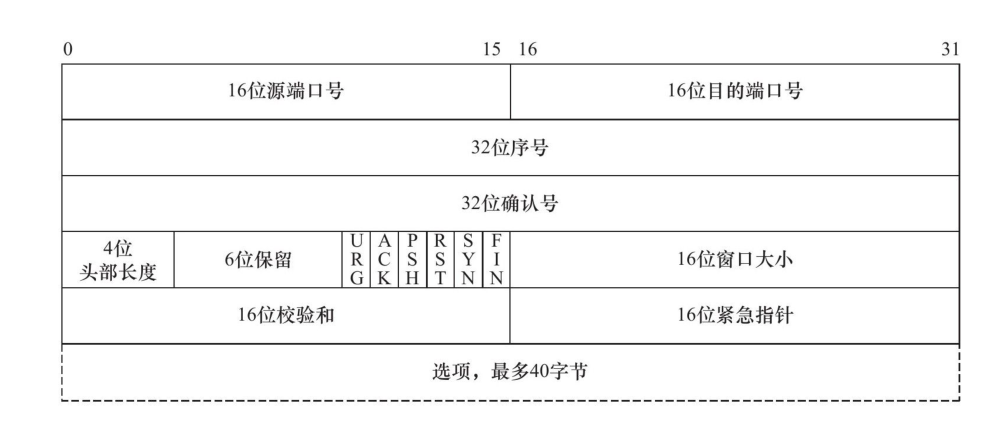 0 15 16 31
16位源端口号 16位目的端口号
32位序号
32位确认号
4位
头部长度 6位保留 URG ACK PSH RST SYN FIN 16位窗口大小
16位校验和 16位紧急指针
选项，最多40字节